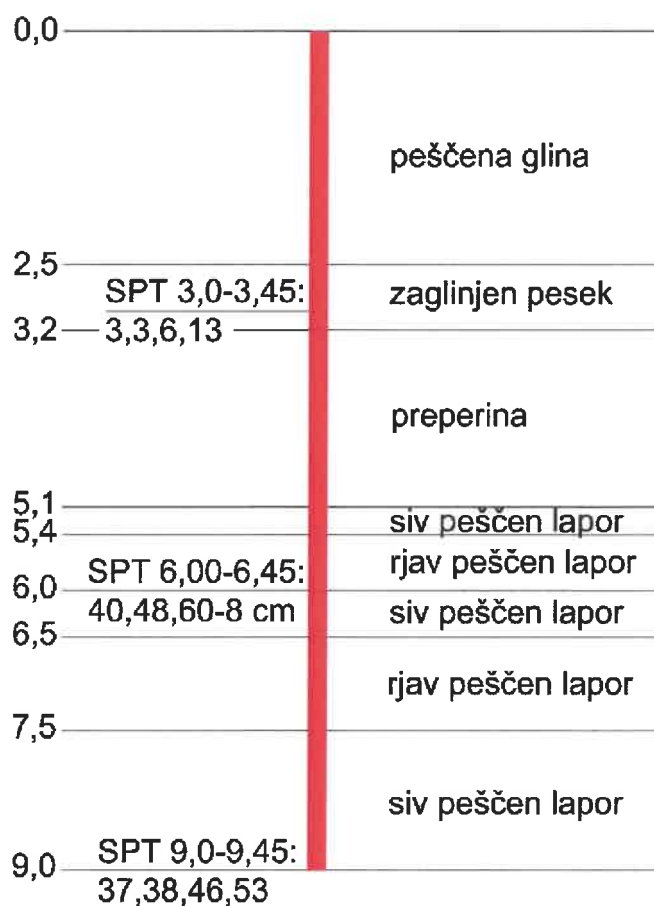 0,0
peščena glina
2,5
SPT 3,0-3,45:
zaglinjen pesek
3,2
3,3,6,13
preperina
5,1
siv peščen lapor
5,4
rjav peščen lapor
SPT 6,00-6,45:
6,0
40,48,60-8 cm
siv peščen lapor
6,5
rjav peščen lapor
7,5
siv peščen lapor
SPT 9,0-9,45:
9,0
37,38,46,53